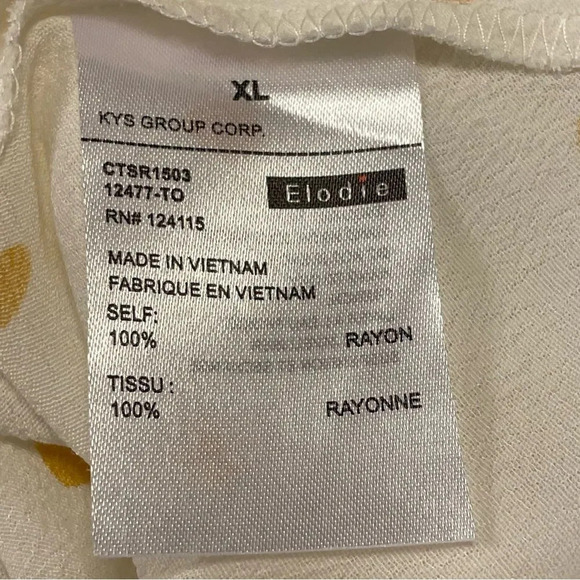 XL
KYS GROUP CORP.
CTSR1503
12477-TO
Elodie
RN# 124115
MADE IN VIETNAM
FABRIQUE EN VIETNAM
SELF:
100% RAYON
TISSU :
100% RAYONNE